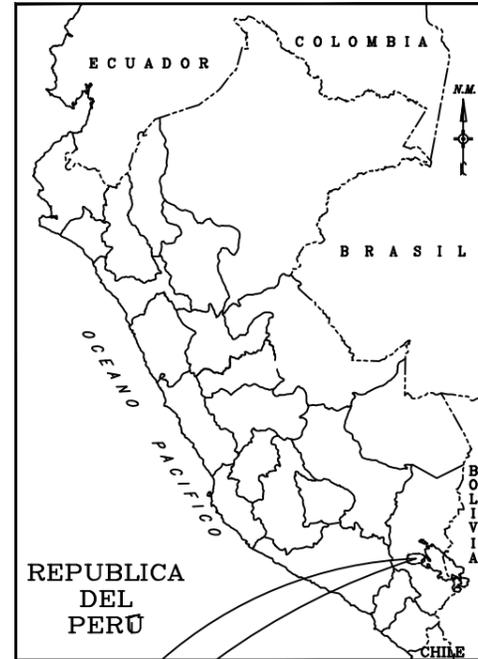 COLOMBIA
ECUADOR
N.M.
BRASIL
OCEANO PACIFICO
BOLIVIA
REPUBLICA
DEL
PERÚ
CHILE